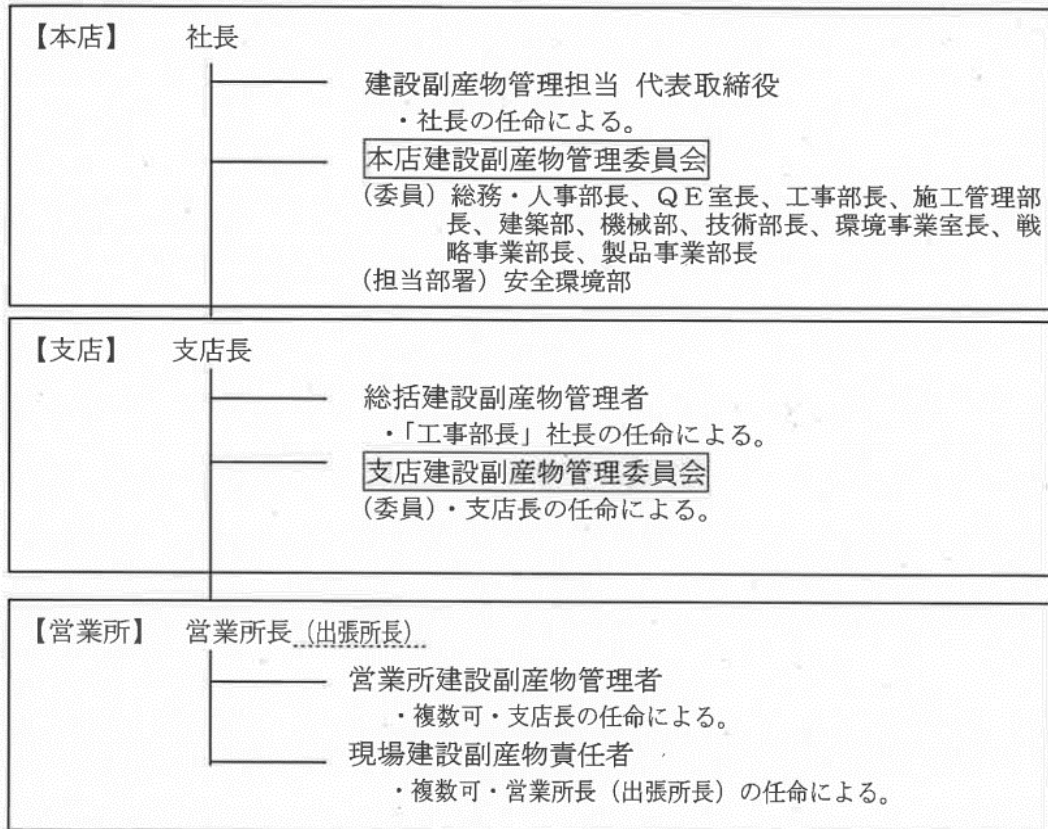 【本店】 社長
建設副産物管理担当 代表取締役
・社長の任命による。
本店建設副産物管理委員会
(委員) 総務・人事部長、QE室長、工事部長、施工管理部
長、建築部、機械部、技術部長、環境事業室長、戦
略事業部長、製品事業部長
(担当部署) 安全環境部
【支店】 支店長
総括建設副産物管理者
・「工事部長」社長の任命による。
支店建設副産物管理委員会
(委員)・支店長の任命による。
【営業所】 営業所長(出張所長)
営業所建設副産物管理者
・複数可・支店長の任命による。
現場建設副産物責任者
・複数可・営業所長(出張所長)の任命による。